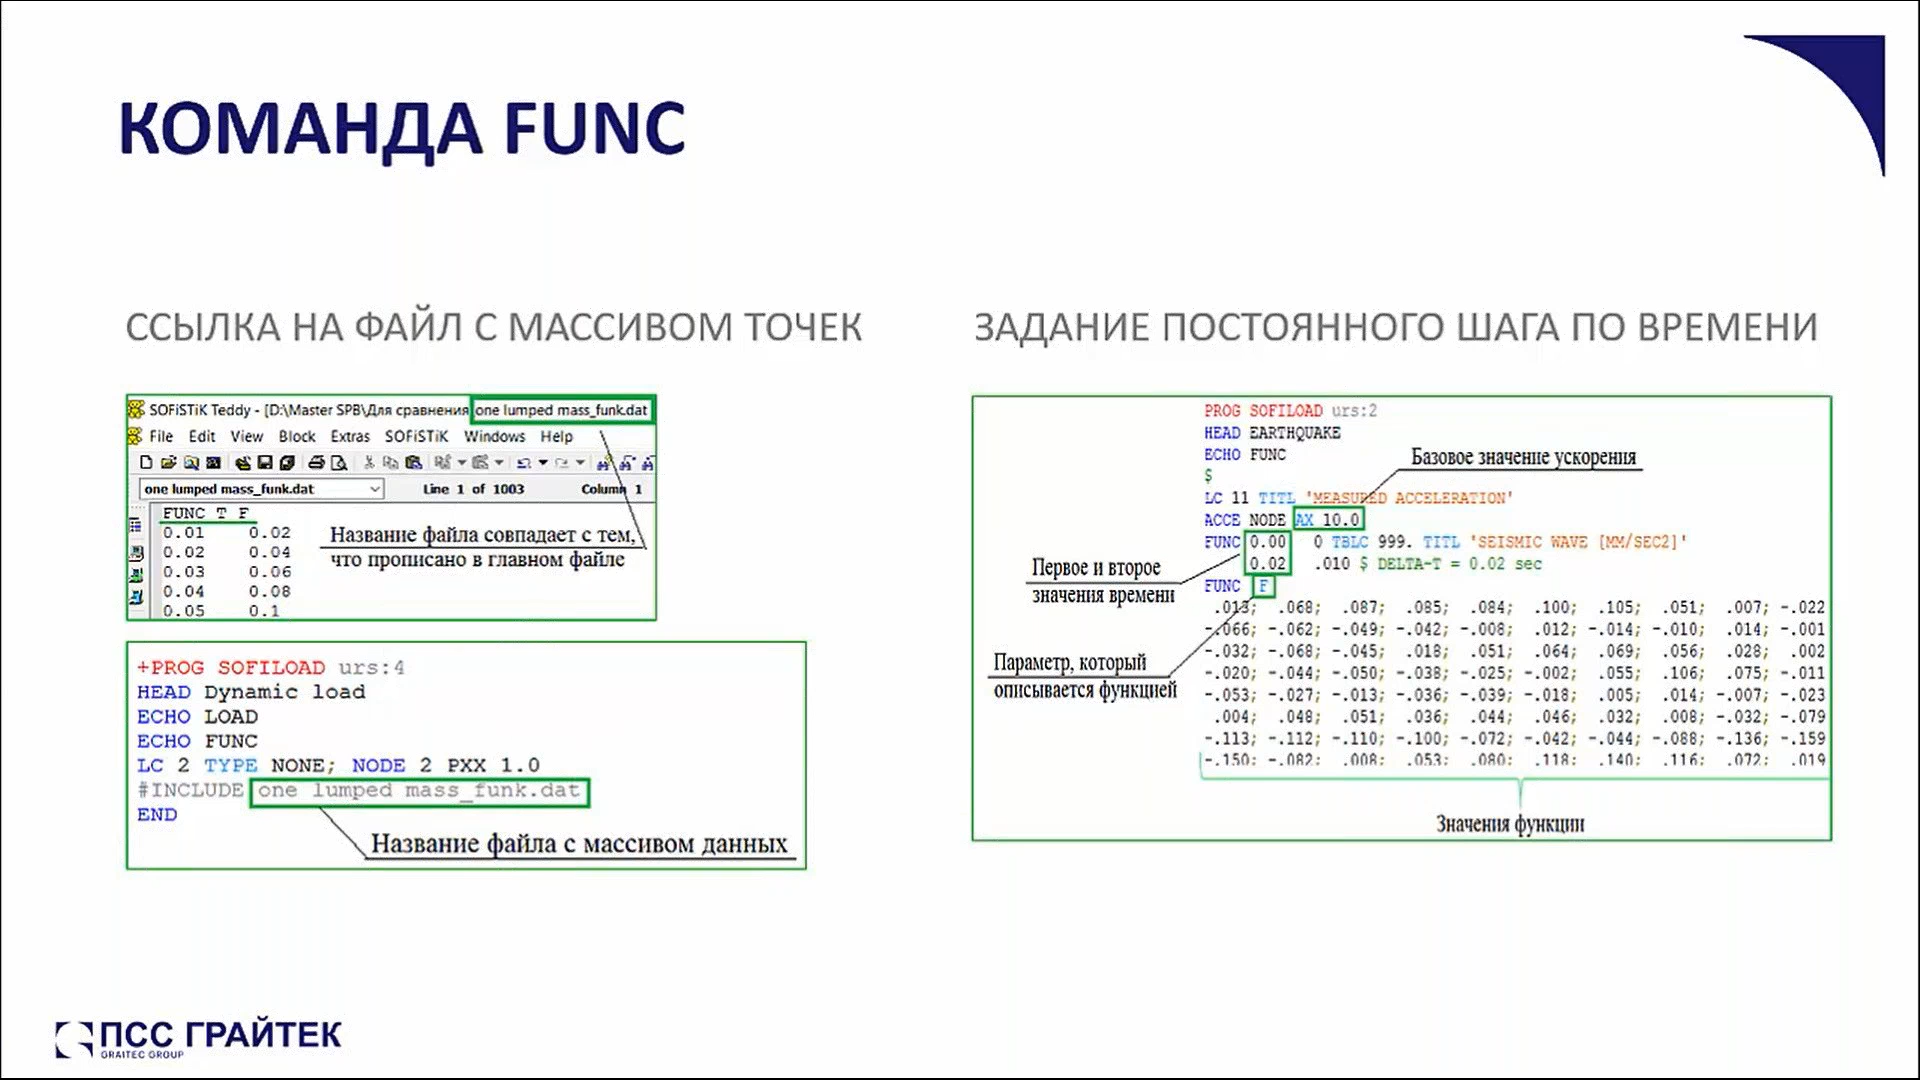 КОМАНДА FUNC
ССЫЛКА НА ФАЙЛ С МАССИВОМ ТОЧЕК
SOFiSTiK Teddy - [D:\Master SPB\Для сравнения one lumped mass_funk.dat
File Edit View Block Extras SOFiSTiK Windows Help
one lumped mass_funk.dat Line 1 of 1003 Column 1
FUNC T F
0.01 0.02
0.02 0.04
0.03 0.06
0.04 0.08
0.05 0.1
Название файла совпадает с тем,
что прописано в главном файле
+PROG SOFILOAD urs:4
HEAD Dynamic load
ECHO LOAD
ECHO FUNC
LC 2 TYPE NONE; NODE 2 PXX 1.0
#INCLUDE one lumped mass_funk.dat
END
Название файла с массивом данных
ЗАДАНИЕ ПОСТОЯННОГО ШАГА ПО ВРЕМЕНИ
PROG SOFILOAD urs:2
HEAD EARTHQUAKE
ECHO FUNC
$
LC 11 TITL 'MEASURED ACCELERATION'
ACCE NODE AX 10.0
FUNC 0.00 0 TBLC 999. TITL 'SEISMIC WAVE [MM/SEC2]'
0.02 .010 $ DELTA-T = 0.02 sec
FUNC F
.013; .068; .087; .085; .084; .100; .105; .051; .007; -.022
-.066; -.062; -.049; -.042; -.008; .012; -.014; -.010; .014; -.001
-.032; -.068; -.045; .018; .051; .064; .069; .056; .028; .002
-.020; -.044; -.050; -.038; -.025; -.002; .055; .106; .075; -.011
-.053; -.027; -.013; -.036; -.039; -.018; .005; .014; -.007; -.023
.004; .048; .051; .036; .044; .046; .032; .008; -.032; -.079
-.113; -.112; -.110; -.100; -.072; -.042; -.044; -.088; -.136; -.159
-.150; -.082; .008; .053; .080; .118; .140; .116; .072; .019
Базовое значение ускорения
Первое и второе
значения времени
Параметр, который
описывается функцией
Значения функции
ПСС ГРАЙТЕК
GRAITEC GROUP